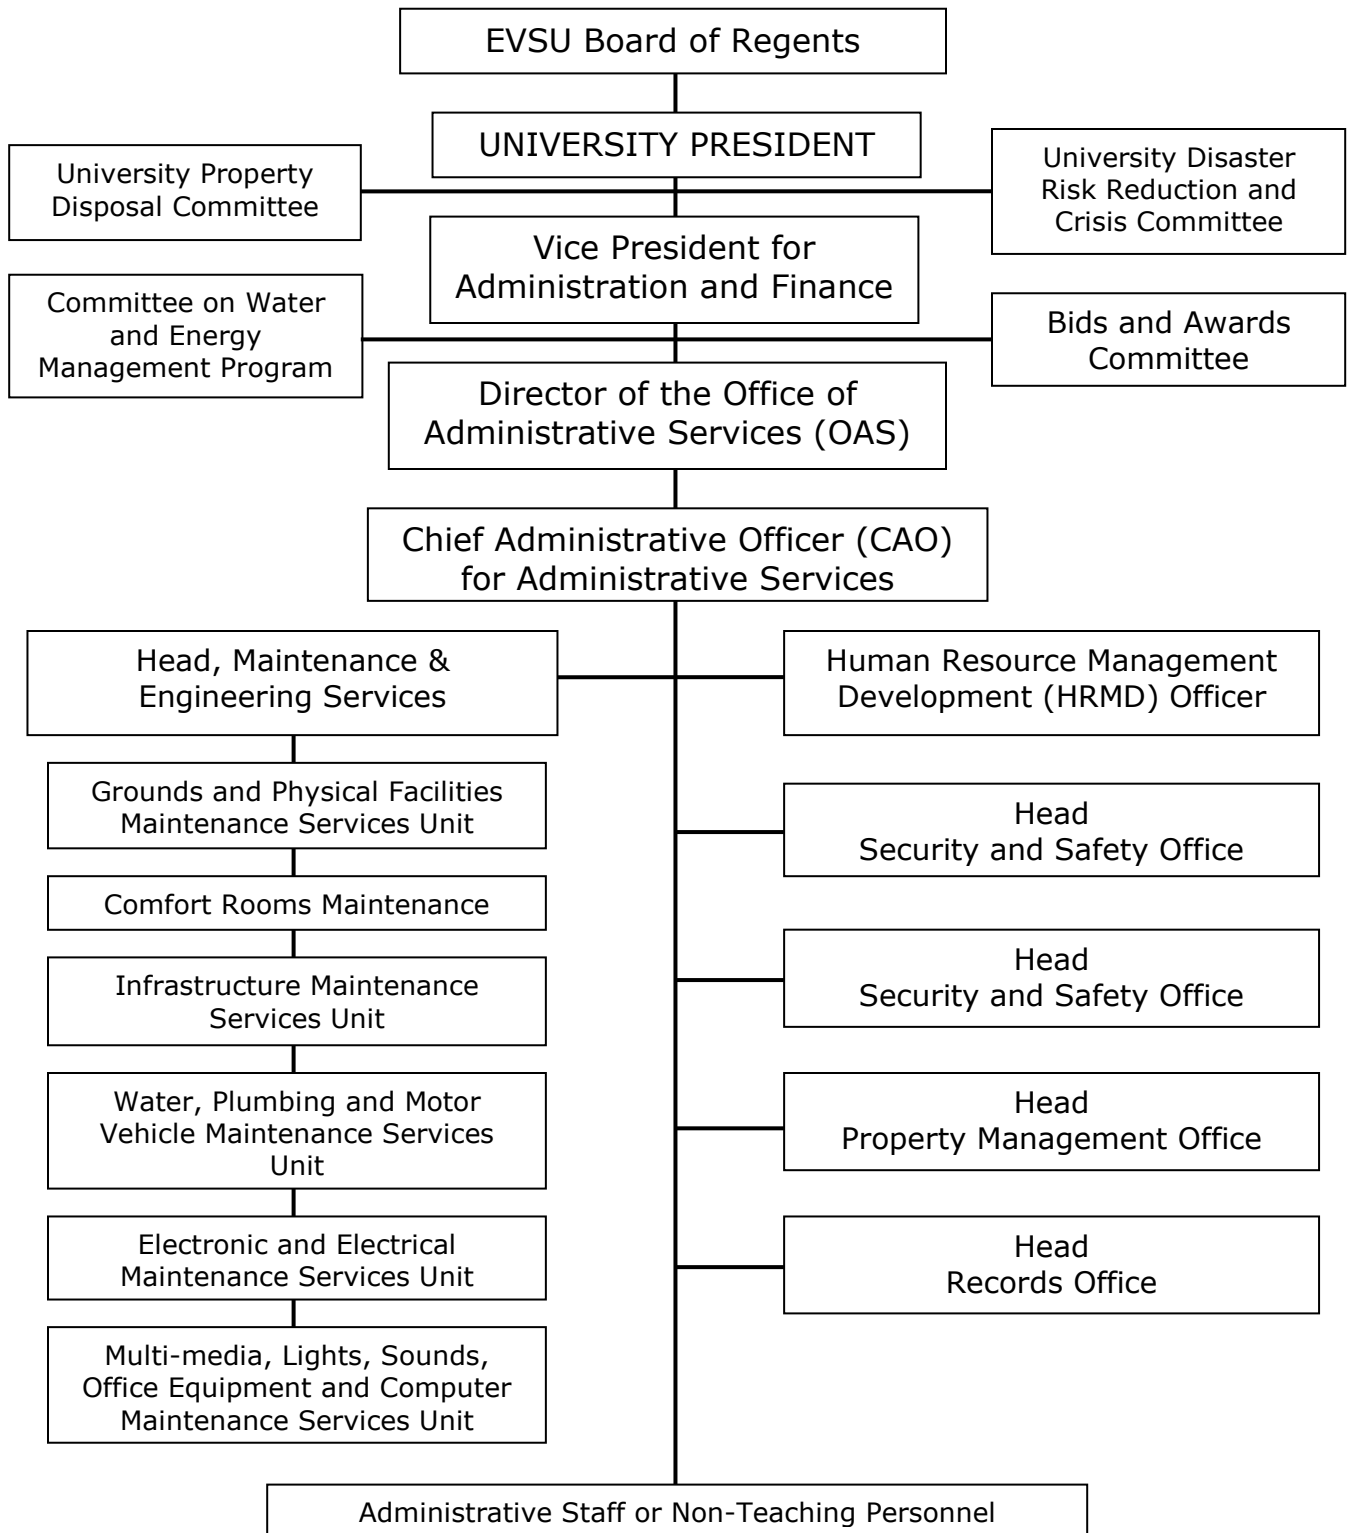 EVSU Board of Regents
UNIVERSITY PRESIDENT
University Property
Disposal Committee
University Disaster
Risk Reduction and
Crisis Committee
Vice President for
Administration and Finance
Committee on Water
and Energy
Management Program
Bids and Awards
Committee
Director of the Office of
Administrative Services (OAS)
Chief Administrative Officer (CAO)
for Administrative Services
Head, Maintenance &
Engineering Services
Human Resource Management
Development (HRMD) Officer
Grounds and Physical Facilities
Maintenance Services Unit
Head
Security and Safety Office
Comfort Rooms Maintenance
Head
Security and Safety Office
Infrastructure Maintenance
Services Unit
Water, Plumbing and Motor
Vehicle Maintenance Services
Unit
Head
Property Management Office
Electronic and Electrical
Maintenance Services Unit
Head
Records Office
Multi-media, Lights, Sounds,
Office Equipment and Computer
Maintenance Services Unit
Administrative Staff or Non-Teaching Personnel